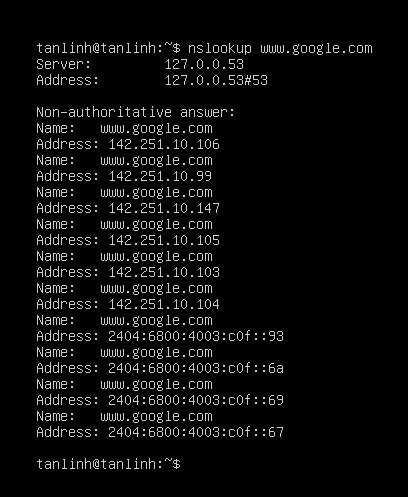 tanlinh@tanlinh:~$ nslookup www.google.com
Server:         127.0.0.53
Address:        127.0.0.53#53

Non-authoritative answer:
Name:   www.google.com
Address: 142.251.10.106
Name:   www.google.com
Address: 142.251.10.99
Name:   www.google.com
Address: 142.251.10.147
Name:   www.google.com
Address: 142.251.10.105
Name:   www.google.com
Address: 142.251.10.103
Name:   www.google.com
Address: 142.251.10.104
Name:   www.google.com
Address: 2404:6800:4003:c0f::93
Name:   www.google.com
Address: 2404:6800:4003:c0f::6a
Name:   www.google.com
Address: 2404:6800:4003:c0f::69
Name:   www.google.com
Address: 2404:6800:4003:c0f::67

tanlinh@tanlinh:~$